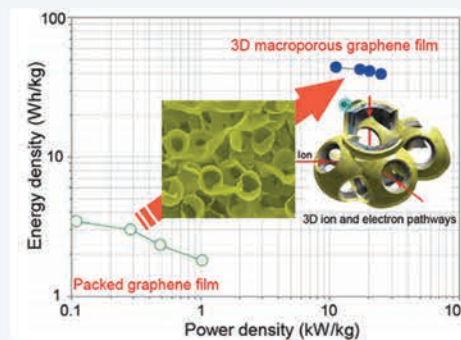 100
3D macroporous graphene film
Energy density (Wh/kg)
10
Ion
3D ion and electron pathways
Packed graphene film
1
0.1
1
10
10
Power density (kW/kg)